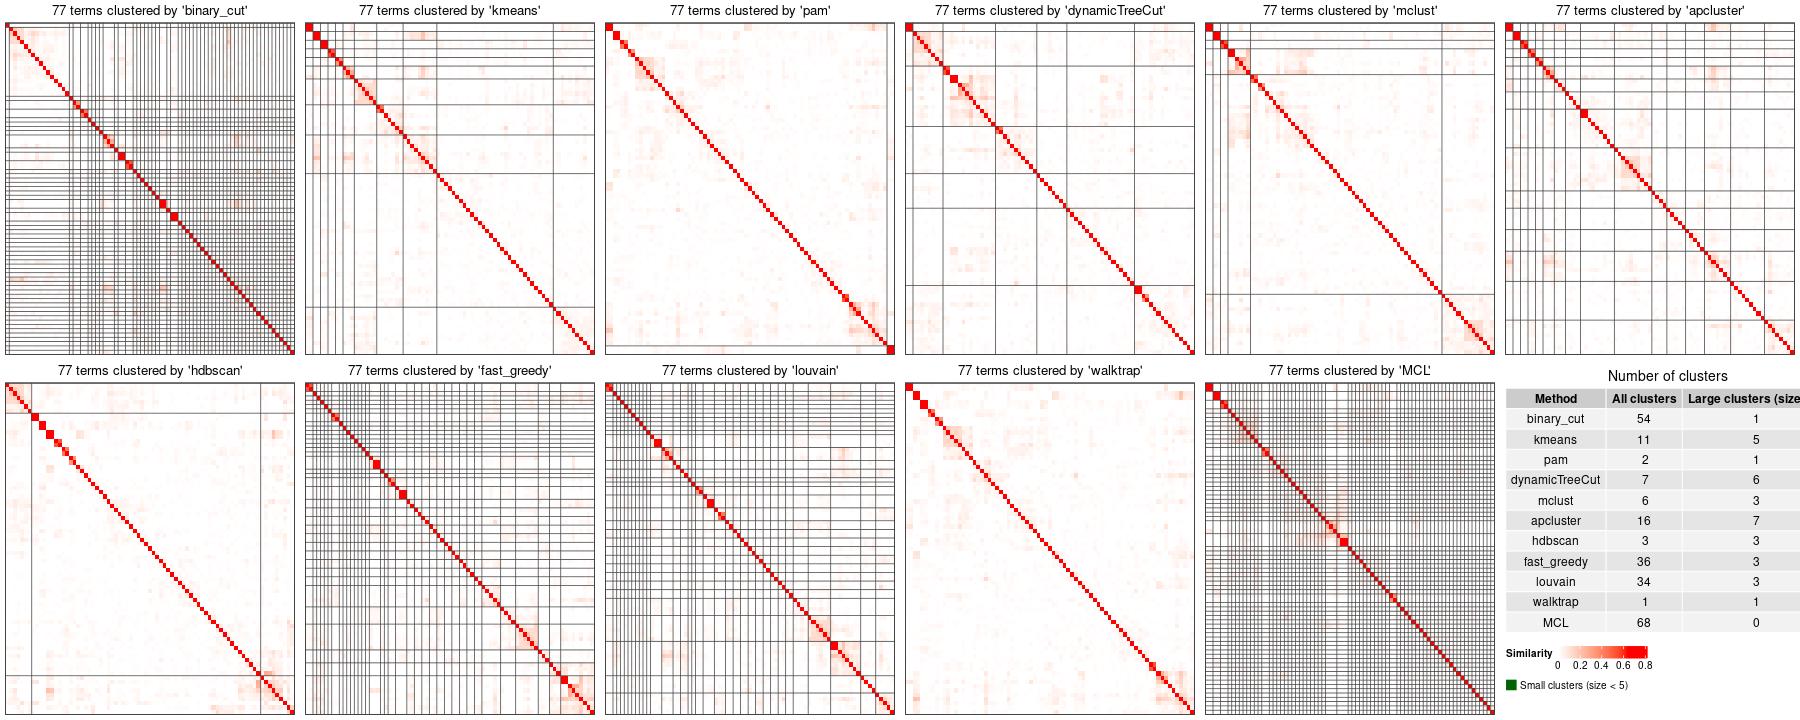 77 terms clustered by 'binary_cut'
77 terms clustered by 'kmeans'
77 terms clustered by 'pam'
77 terms clustered by 'dynamicTreeCut'
77 terms clustered by 'mclust'
77 terms clustered by 'apcluster'
77 terms clustered by 'hdbscan'
77 terms clustered by 'fast_greedy'
77 terms clustered by 'louvain'
77 terms clustered by 'walktrap'
77 terms clustered by 'MCL'
Number of clusters
Method All clusters Large clusters (size
binary_cut 54 1
kmeans 11 5
pam 2 1
dynamicTreeCut 7 6
mclust 6 3
apcluster 16 7
hdbscan 3 3
fast_greedy 36 3
louvain 34 3
walktrap 1 1
MCL 68 0
Similarity
0 0.2 0.4 0.6 0.8
Small clusters (size < 5)